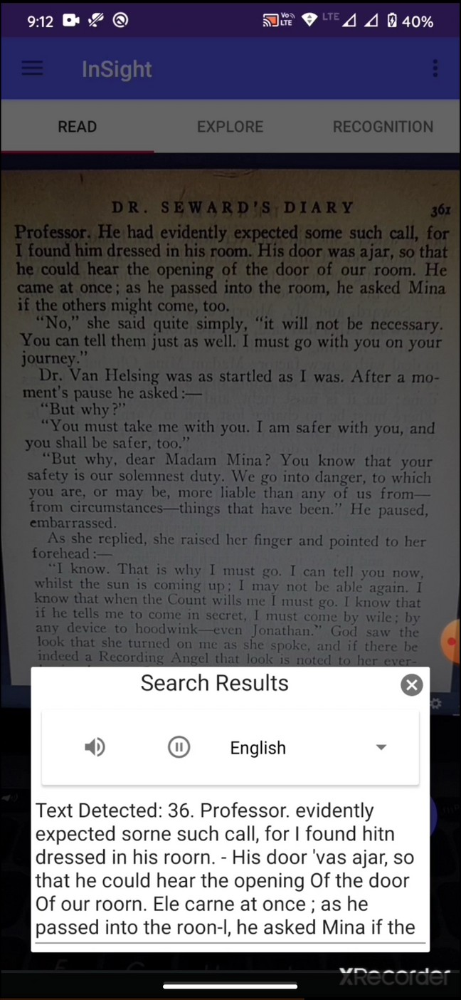 9:12
Vo LTE
LTE
40%
InSight
READ
EXPLORE
RECOGNITION
DR. SEWARD'S DIARY 361
Professor. He had evidently expected some such call, for
I found him dressed in his room. His door was ajar, so that
he could hear the opening of the door of our room. He
came at once; as he passed into the room, he asked Mina
if the others might come, too.
"No," she said quite simply, "it will not be necessary.
You can tell them just as well. I must go with you on your
journey."
Dr. Van Helsing was as startled as I was. After a mo-
ment's pause he asked:—
"But why?"
"You must take me with you. I am safer with you, and
you shall be safer, too."
"But why, dear Madam Mina? You know that your
safety is our solemnest duty. We go into danger, to which
you are, or may be, more liable than any of us from—
from circumstances—things that have been." He paused,
embarrassed.
As she replied, she raised her finger and pointed to her
forehead:—
"I know. That is why I must go. I can tell you now,
whilst the sun is coming up; I may not be able again. I
know that when the Count wills me I must go. I know that
if he tells me to come in secret, I must come by wile; by
any device to hoodwink—even Jonathan." God saw the
look that she turned on me as she spoke, and if there be
indeed a Recording Angel that look is noted to her ever-
Search Results
English
Text Detected: 36. Professor. evidently
expected sorne such call, for I found hitn
dressed in his roorn. - His door 'vas ajar, so
that he could hear the opening Of the door
Of our roorn. Ele carne at once ; as he
passed into the roon-l, he asked Mina if the
XRecorder